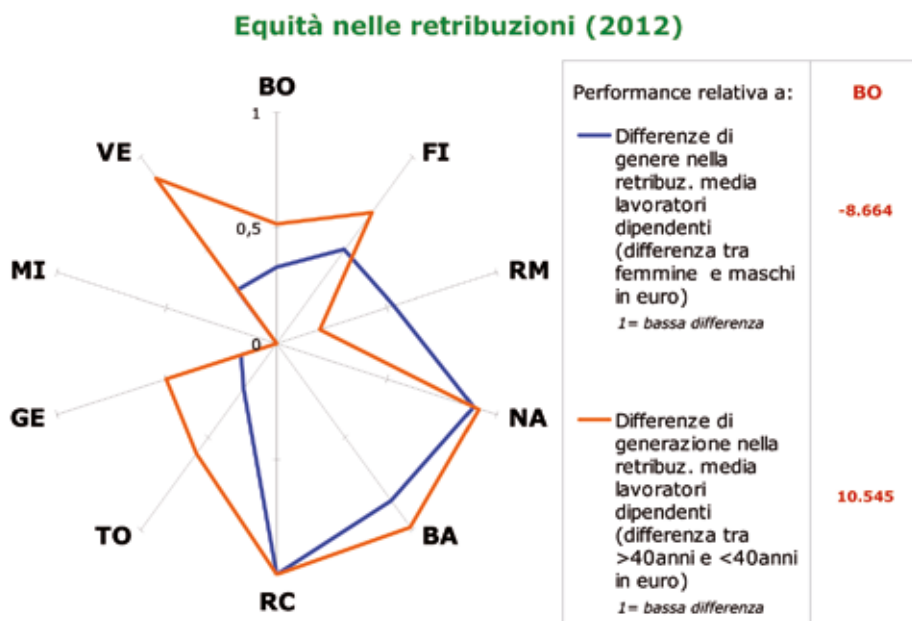 Equità nelle retribuzioni (2012)
BO
1
VE
FI
0,5
MI
RM
0
GE
NA
TO
BA
RC
Performance relativa a:
BO
Differenze di
genere nella
retribuz. media
lavoratori
dipendenti
(differenza tra
femmine e maschi
in euro)
1= bassa differenza
-8.664
Differenze di
generazione nella
retribuz. media
lavoratori
dipendenti
(differenza tra
>40anni e <40anni
in euro)
1= bassa differenza
10.545